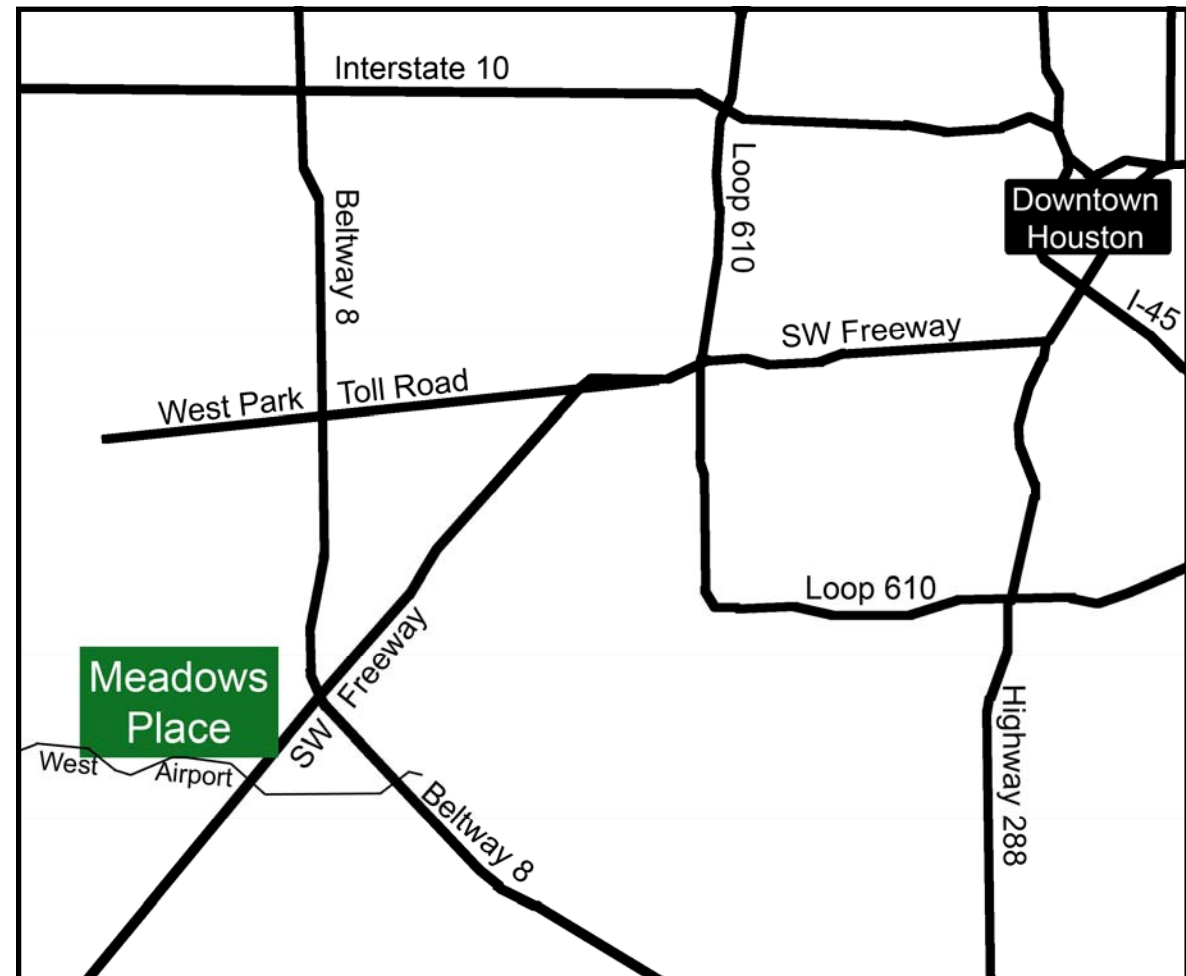 Interstate 10
Loop 610
Beltway 8
Downtown
Houston
I-45
SW Freeway
West Park Toll Road
Loop 610
SW Freeway
Meadows
Place
West Airport
Beltway 8
Highway 288